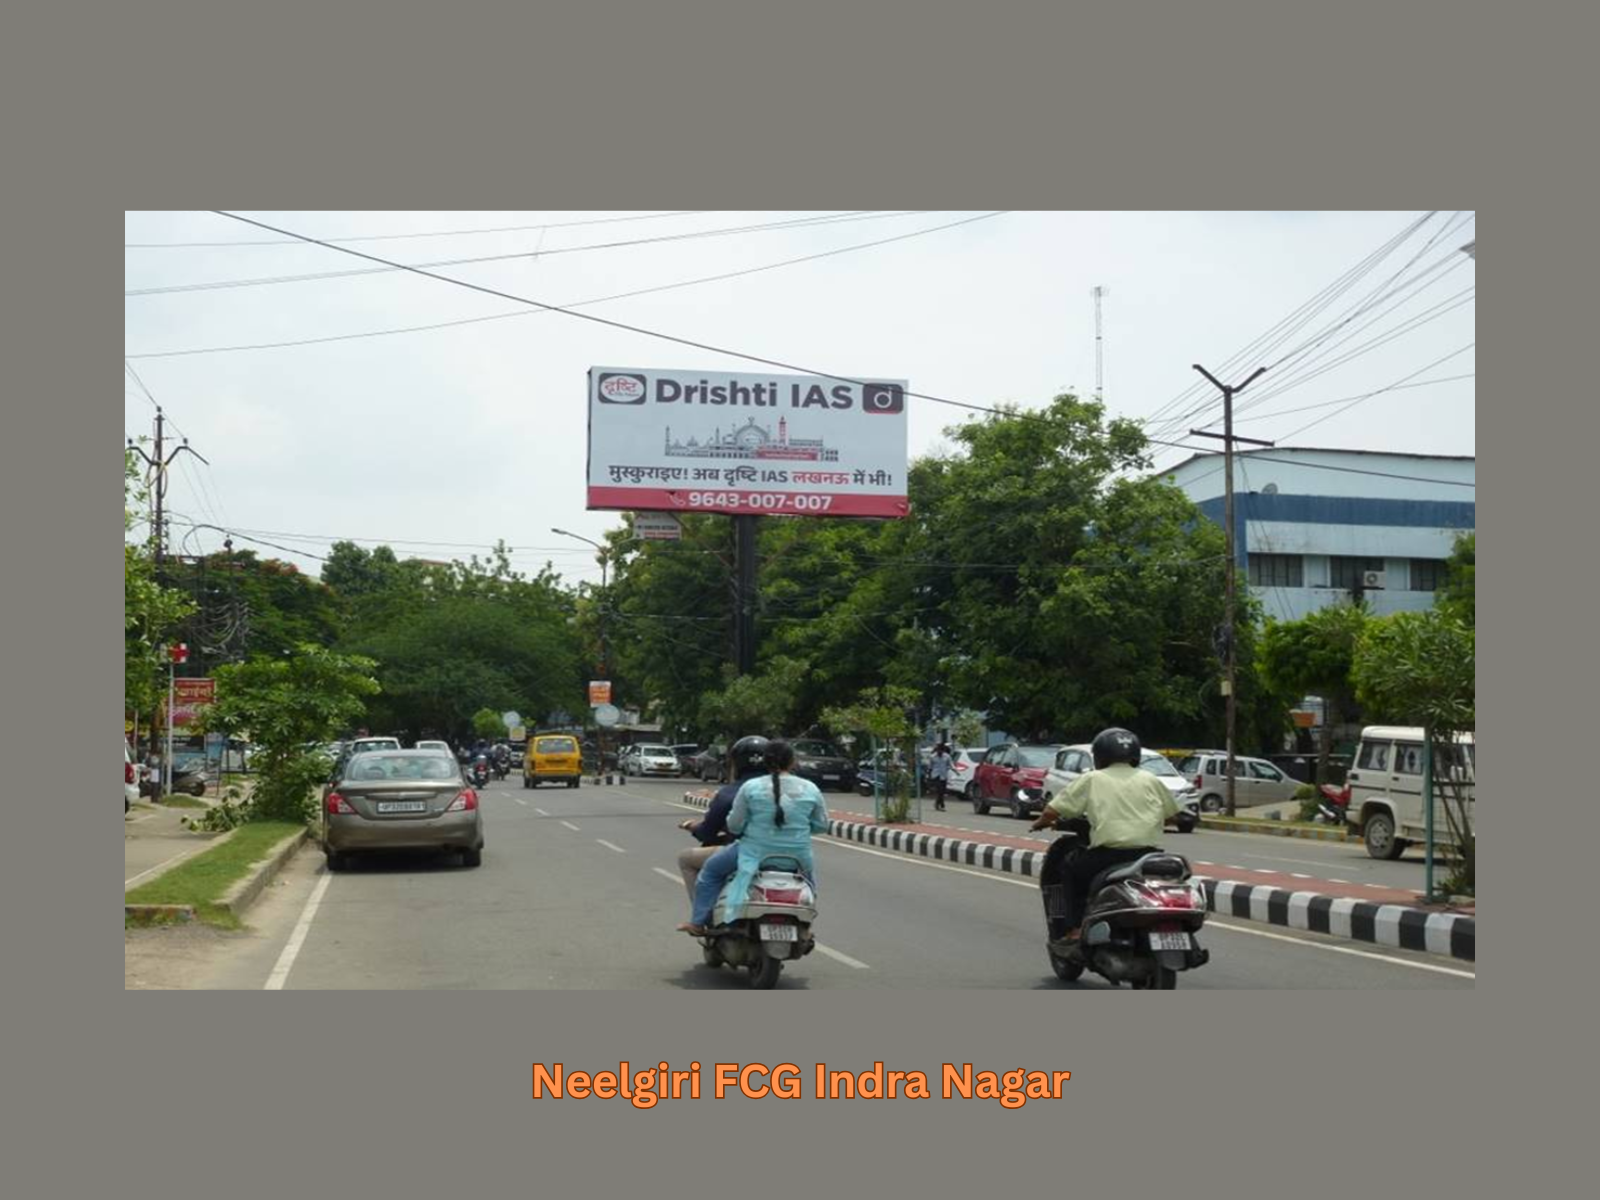 दृष्टि
Drishti IAS
d
मुस्कुराइए! अब दृष्टि IAS लखनऊ में भी!
9643-007-007
Neelgiri FCG Indra Nagar